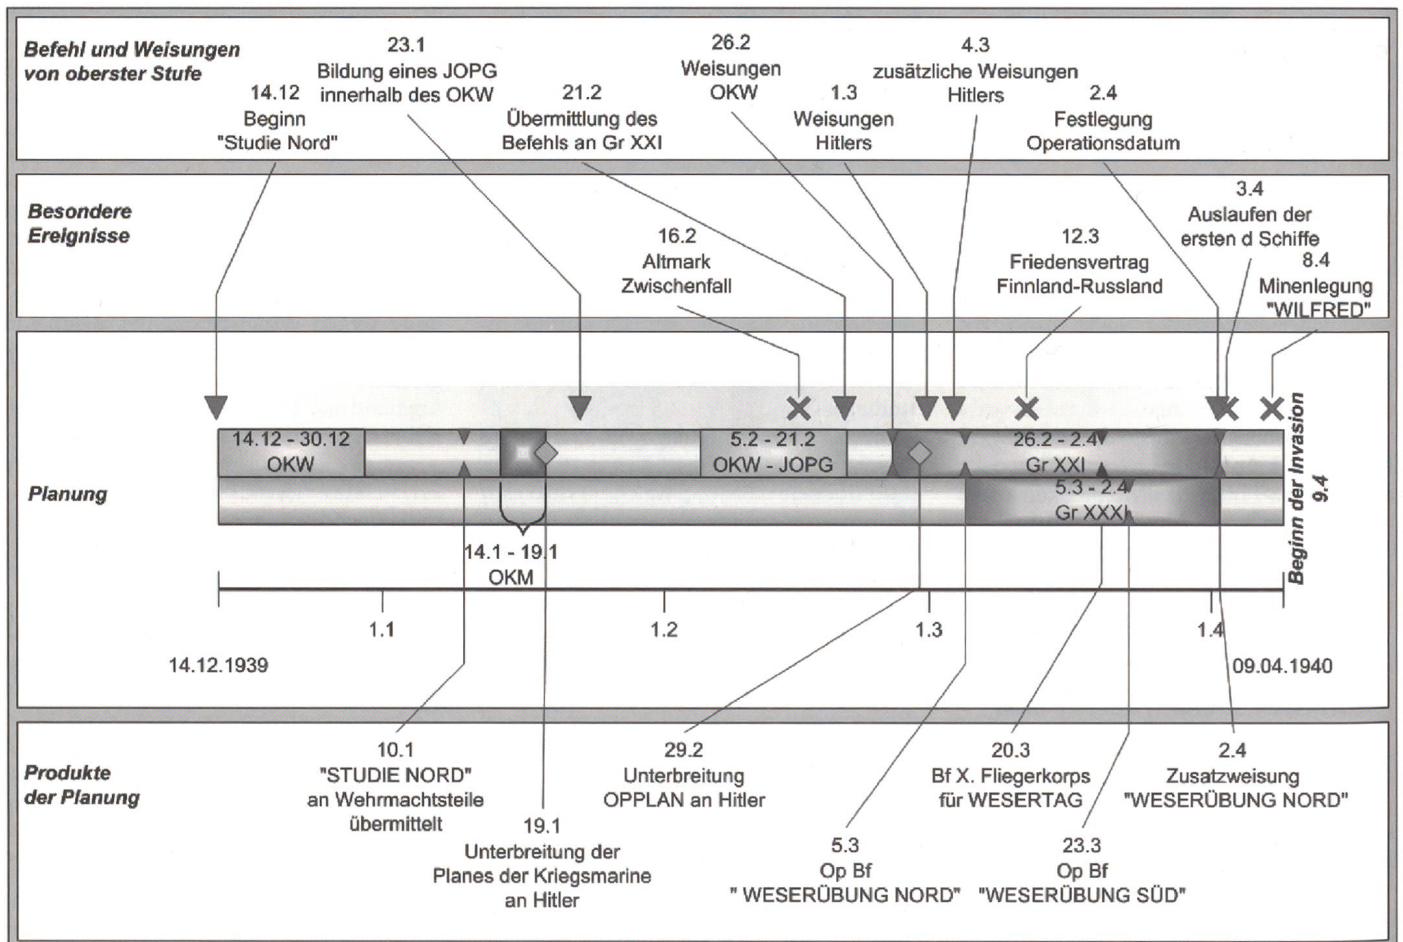 Befehl und Weisungen
von oberster Stufe
14.12
Beginn
"Studie Nord"
23.1
Bildung eines JOPG
innerhalb des OKW
21.2
Übermittlung des
Befehls an Gr XXI
26.2
Weisungen
OKW
1.3
Weisungen
Hitlers
4.3
zusätzliche Weisungen
Hitlers
2.4
Festlegung
Operationsdatum
Besondere
Ereignisse
16.2
Altmark
Zwischenfall
12.3
Friedensvertrag
Finnland-Russland
3.4
Auslaufen der
ersten d Schiffe
8.4
Minenlegung
"WILFRED"
Planung
14.12 - 30.12
OKW
5.2 - 21.2
OKW - JOPG
26.2 - 2.4
Gr XXI
5.3 - 2.4
Gr XXXI
14.1 - 19.1
OKM
Beginn der Invasion
9.4
1.1
1.2
1.3
1.4
14.12.1939
09.04.1940
Produkte
der Planung
10.1
"STUDIE NORD"
an Wehrmachtsteile
übermittelt
19.1
Unterbreitung der
Planes der Kriegsmarine
an Hitler
29.2
Unterbreitung
OPPLAN an Hitler
5.3
Op Bf
" WESERÜBUNG NORD"
20.3
Bf X. Fliegerkorps
für WESERTAG
23.3
Op Bf
"WESERÜBUNG SÜD"
2.4
Zusatzweisung
"WESERÜBUNG NORD"